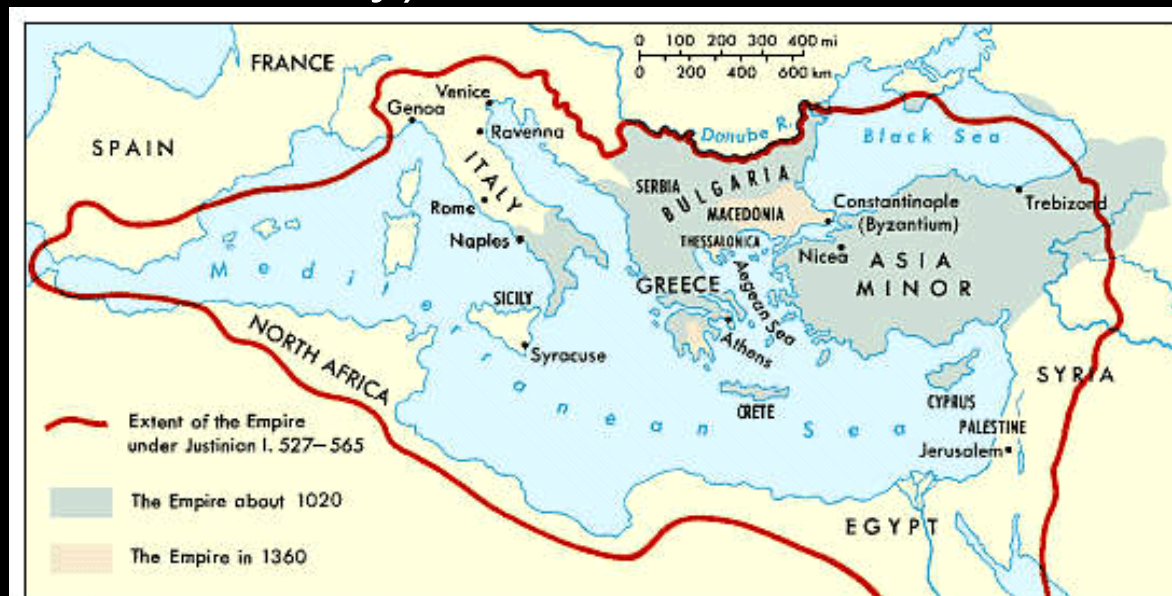 0 100 200 300 400 mi
0 200 400 600 km
FRANCE
SPAIN
Genoa
Venice
Ravenna
ITALY
Rome
Naples
SICILY
Syracuse
NORTH AFRICA
Mediterranean Sea
Danube R.
Black Sea
SERBIA
BULGARIA
MACEDONIA
THESSALONICA
GREECE
Aegean Sea
Athens
CRETE
Constantinople
(Byzantium)
Nicea
Trebizond
ASIA
MINOR
SYRIA
CYPRUS
PALESTINE
Jerusalem
EGYPT
Extent of the Empire
under Justinion I. 527–565
The Empire about 1020
The Empire in 1360